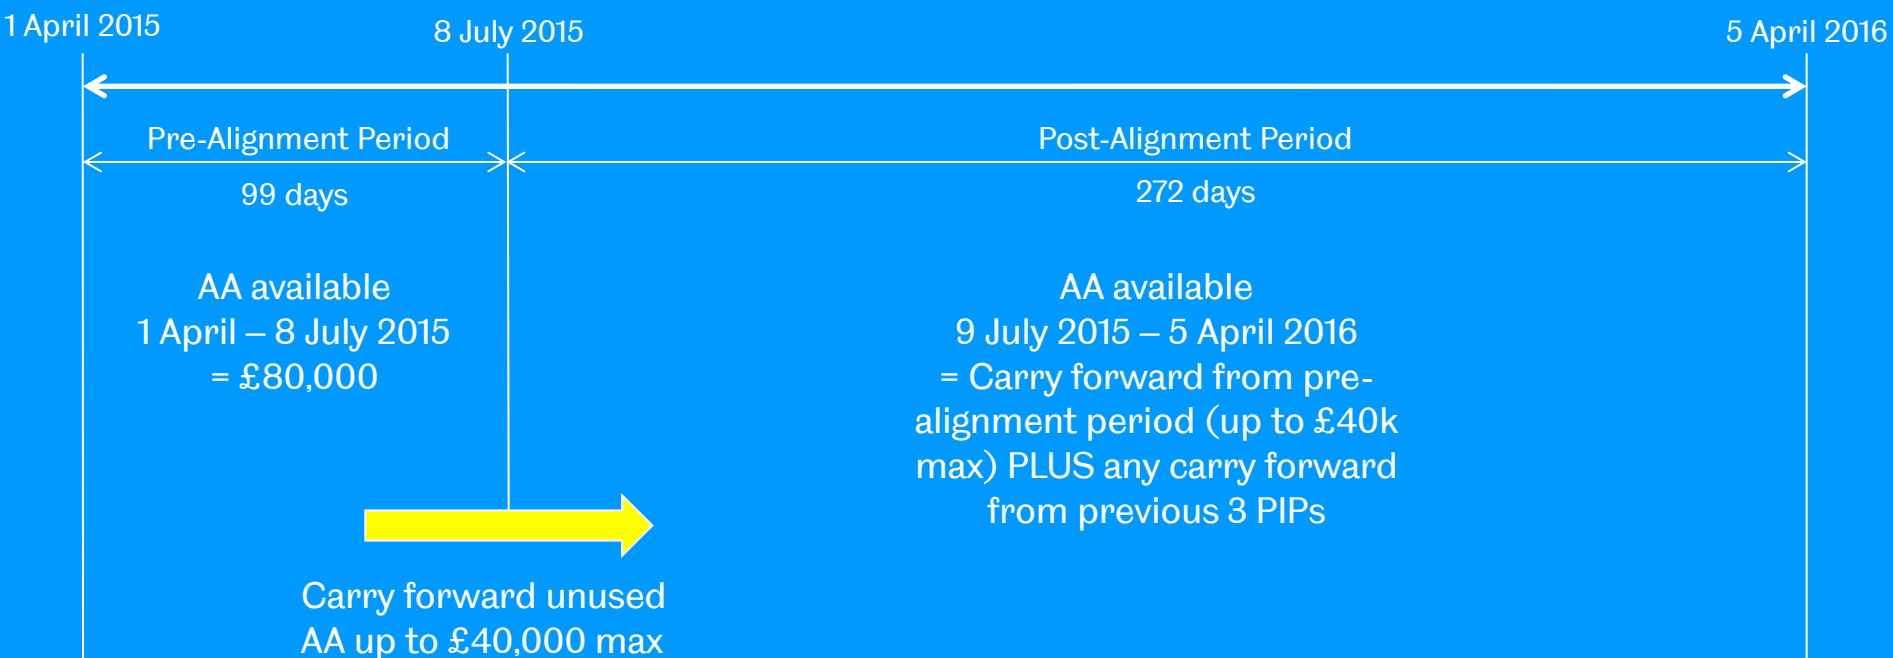 1 April 2015
8 July 2015
5 April 2016
Pre-Alignment Period
Post-Alignment Period
99 days
272 days
AA available
1 April – 8 July 2015
= £80,000
AA available
9 July 2015 – 5 April 2016
= Carry forward from pre-
alignment period (up to £40k
max) PLUS any carry forward
from previous 3 PIPs
Carry forward unused
AA up to £40,000 max